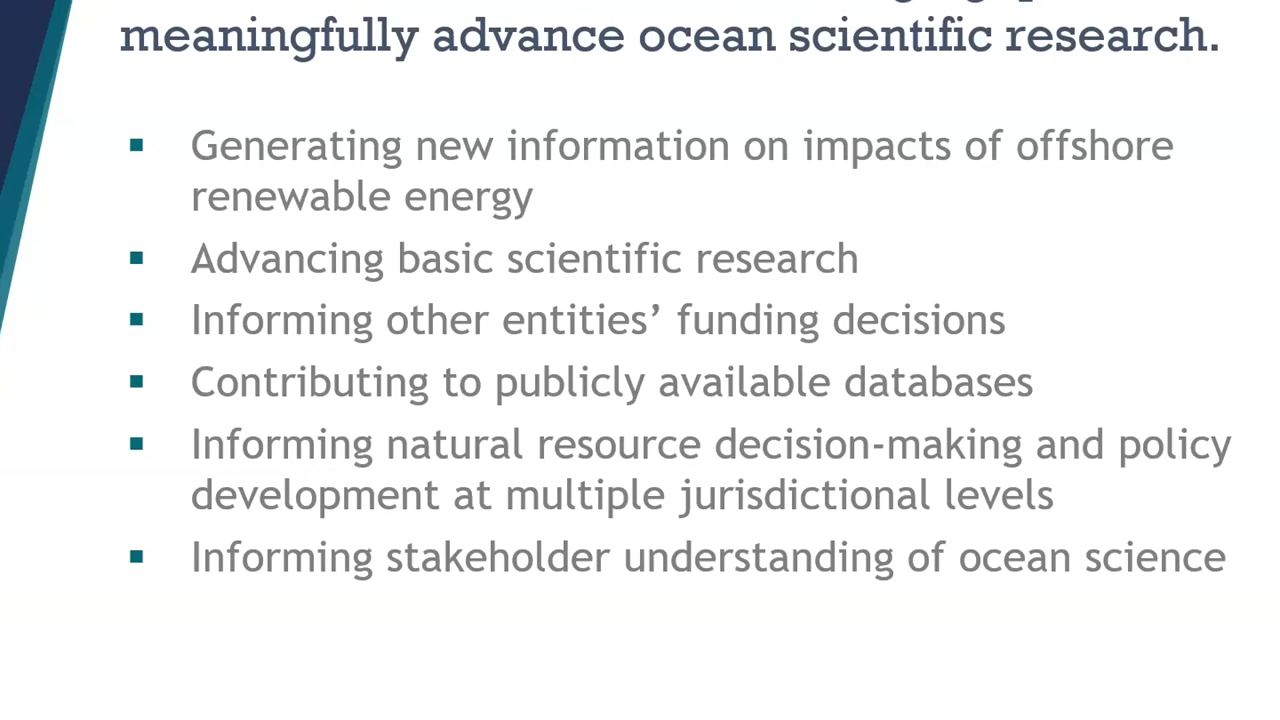 meaningfully advance ocean scientific research.
▪ Generating new information on impacts of offshore
renewable energy
▪ Advancing basic scientific research
▪ Informing other entities’ funding decisions
▪ Contributing to publicly available databases
▪ Informing natural resource decision-making and policy
development at multiple jurisdictional levels
▪ Informing stakeholder understanding of ocean science